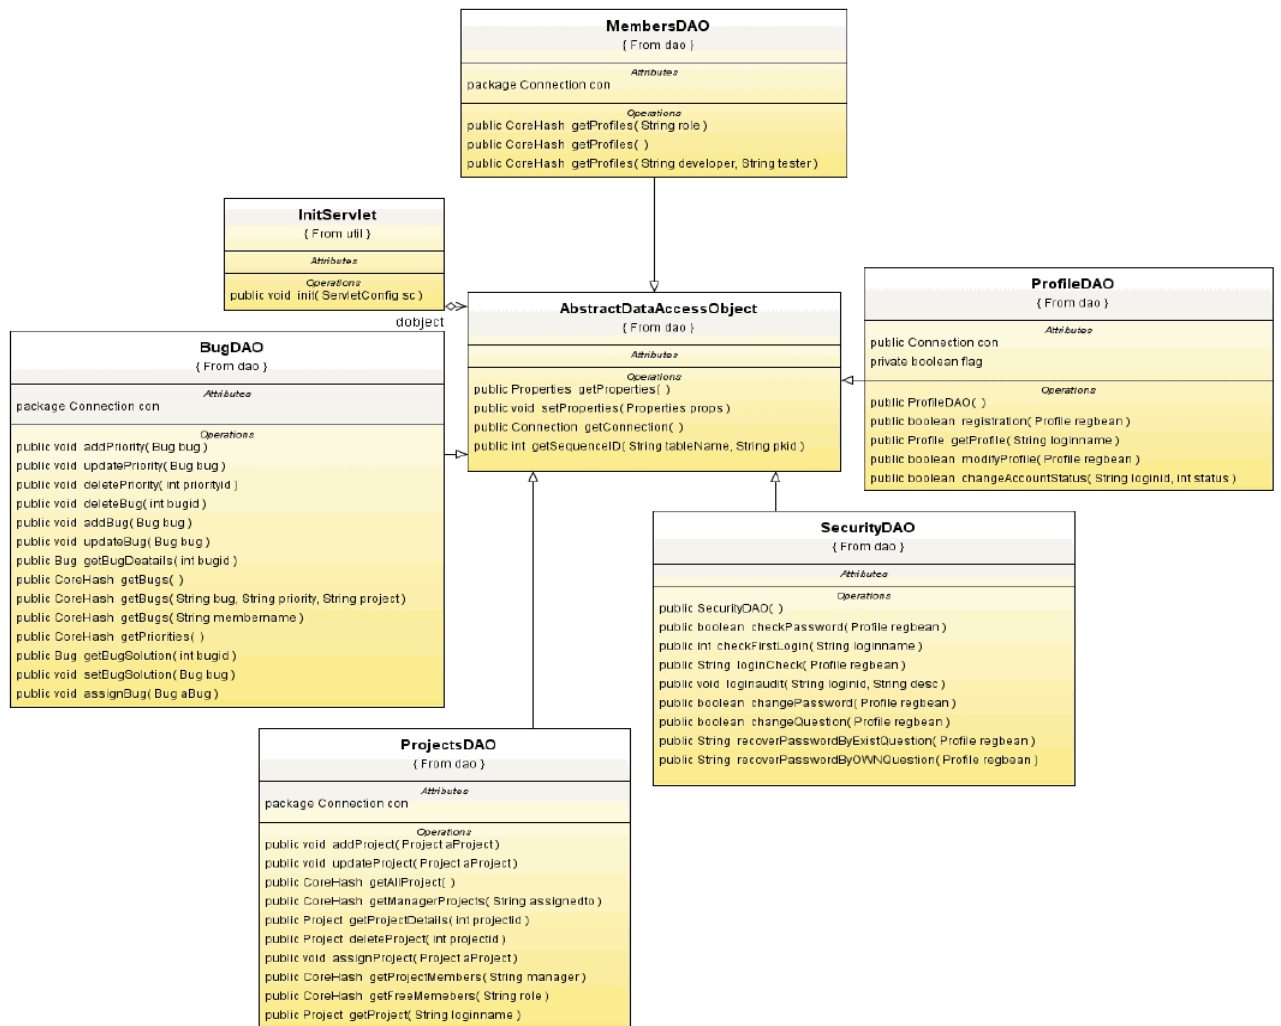 MembersDAO
{ From dao }
Attributes
package Connection con
Operations
public CoreHash getProfiles( String role )
public CoreHash getProfiles( )
public CoreHash getProfiles( String developer, String tester )
InitServlet
{ From util }
Attributes
Operations
public void init( ServletConfig sc )
dobject
AbstractDataAccessObject
{ From dao }
Attributes
Operations
public Properties getProperties( )
public void setProperties( Properties props )
public Connection getConnection( )
public int getSequenceID( String tableName, String pkid )
ProfileDAO
{ From dao }
Attributes
public Connection con
private boolean flag
Operations
public ProfileDAO( )
public boolean registration( Profile regbean )
public Profile getProfile( String loginname )
public boolean modifyProfile( Profile regbean )
public boolean changeAccountStatus( String loginid, int status )
BugDAO
{ From dao }
Attributes
package Connection con
Operations
public void addPriority( Bug bug )
public void updatePriority( Bug bug )
public void deletePriority( int priorityid )
public void deleteBug( int bugid )
public void addBug( Bug bug )
public void updateBug( Bug bug )
public Bug getBugDeatails( int bugid )
public CoreHash getBugs( )
public CoreHash getBugs( String bug, String priority, String project )
public CoreHash getBugs( String membername )
public CoreHash getPriorities( )
public Bug getBugSolution( int bugid )
public void setBugSolution( Bug bug )
public void assignBug( Bug aBug )
SecurityDAO
{ From dao }
Attributes
Operations
public SecurityDAO( )
public boolean checkPassword( Profile regbean )
public int checkFirstLogin( String loginname )
public String loginCheck( Profile regbean )
public void loginaudit( String loginid, String desc )
public boolean changePassword( Profile regbean )
public boolean changeQuestion( Profile regbean )
public String recoverPasswordByExistQuestion( Profile regbean )
public String recoverPasswordByOWNQuestion( Profile regbean )
ProjectsDAO
{ From dao }
Attributes
package Connection con
Operations
public void addProject( Project aProject )
public void updateProject( Project aProject )
public CoreHash getAllProject( )
public CoreHash getManagerProjects( String assignedto )
public Project getProjectDetails( int projectid )
public Project deleteProject( int projectid )
public void assignProject( Project aProject )
public CoreHash getProjectMembers( String manager )
public CoreHash getFreeMemebers( String role )
public Project getProject( String loginname )